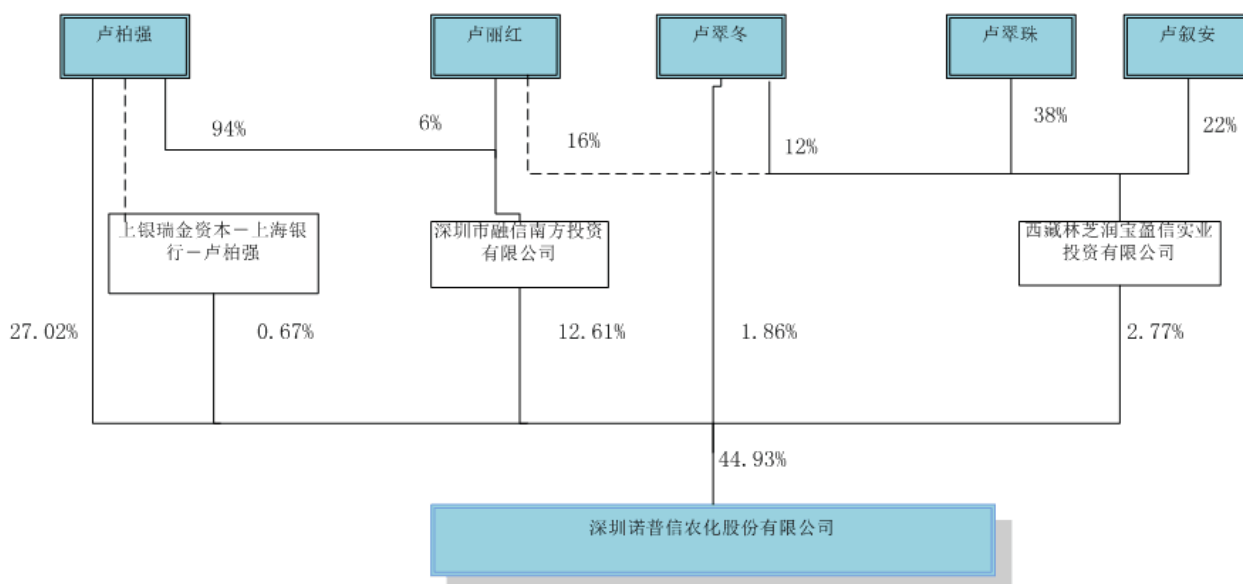 卢柏强
卢丽红
卢翠冬
卢翠珠
卢叙安
94%
6%
16%
12%
38%
22%
上银瑞金资本－上海银
行－卢柏强
深圳市融信南方投资
有限公司
西藏林芝润宝盈信实业
投资有限公司
27.02%
0.67%
12.61%
1.86%
2.77%
44.93%
深圳诺普信农化股份有限公司